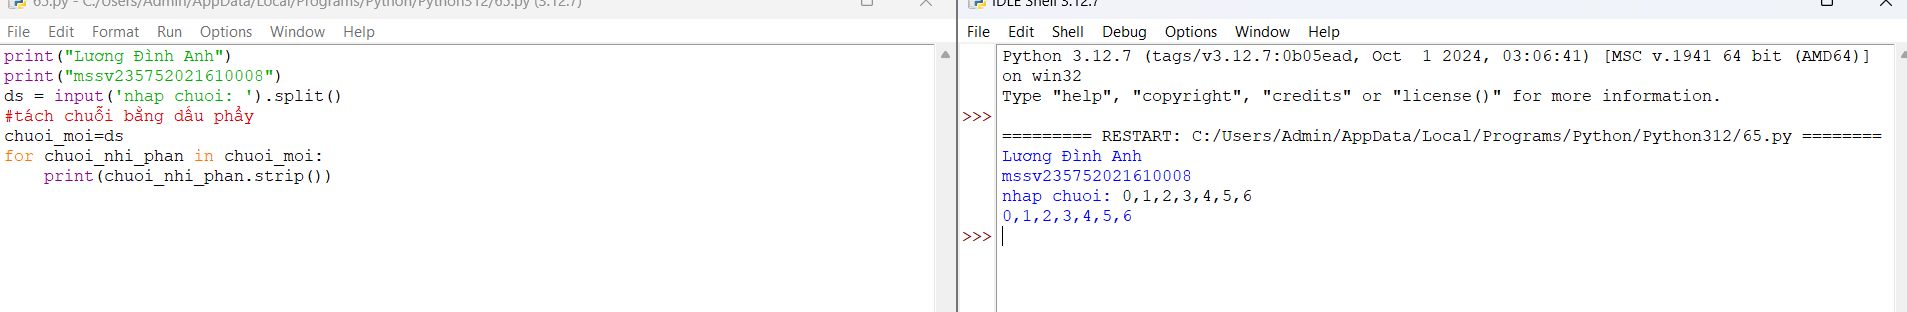 65.py - C:/Users/Admin/AppData/Local/Programs/Python/Python312/65.py (3.12.7)
File Edit Format Run Options Window Help
print("Lương Đình Anh")
print("mssv235752021610008")
ds = input('nhap chuoi: ').split()
#tách chuỗi bằng dấu phẩy
chuoi_moi=ds
for chuoi_nhi_phan in chuoi_moi:
    print(chuoi_nhi_phan.strip())
IDLE Shell 3.12.7
File Edit Shell Debug Options Window Help
Python 3.12.7 (tags/v3.12.7:0b05ead, Oct  1 2024, 03:06:41) [MSC v.1941 64 bit (AMD64)]
on win32
Type "help", "copyright", "credits" or "license()" for more information.
>>>
========= RESTART: C:/Users/Admin/AppData/Local/Programs/Python/Python312/65.py ========
Lương Đình Anh
mssv235752021610008
nhap chuoi: 0,1,2,3,4,5,6
0,1,2,3,4,5,6
>>>